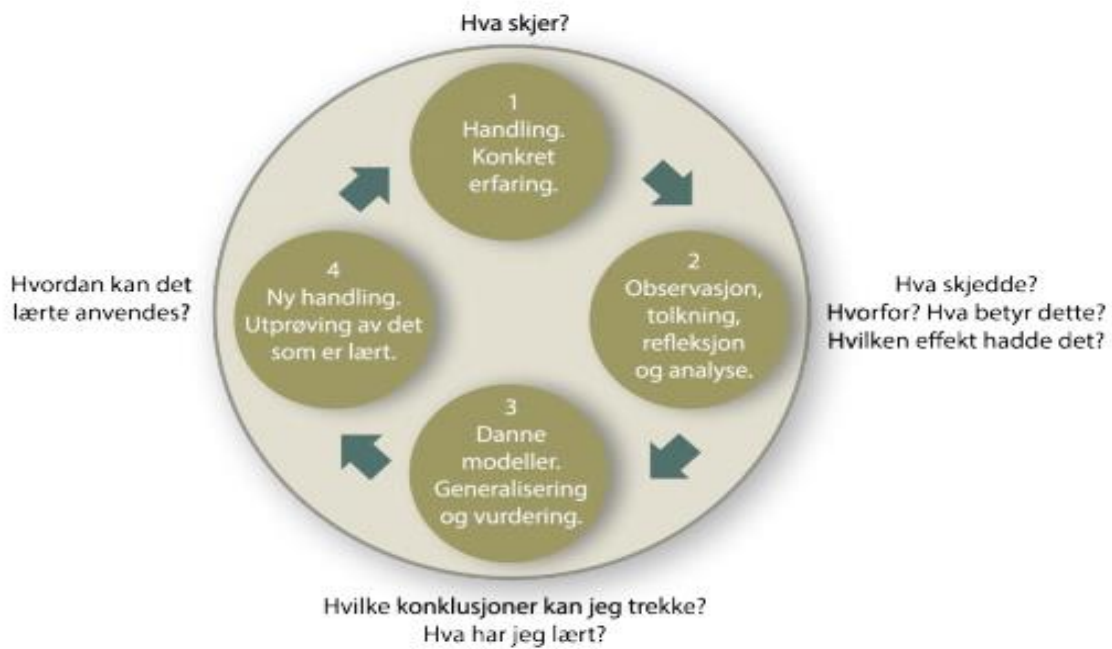 Hva skjer?
1
Handling.
Konkret
erfaring.
2
Observasjon,
tolkning,
refleksjon
og analyse.
Hva skjedde?
Hvorfor? Hva betyr dette?
Hvilken effekt hadde det?
3
Danne
modeller.
Generalisering
og vurdering.
Hvilke konklusjoner kan jeg trekke?
Hva har jeg lært?
4
Ny handling.
Utprøving av det
som er lært.
Hvordan kan det
lærte anvendes?